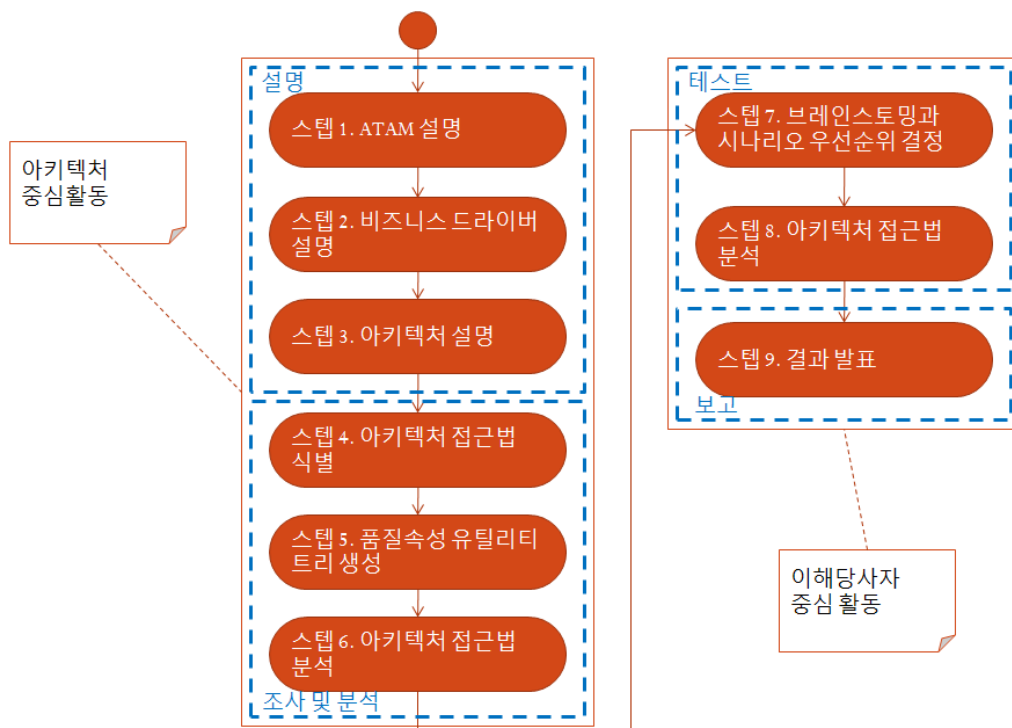 설명
스텝 1. ATAM 설명
아키텍처
중심활동
스텝 2. 비즈니스 드라이버
설명
스텝 3. 아키텍처 설명
스텝 4. 아키텍처 접근법
식별
스텝 5. 품질속성 유틸리티
트리 생성
스텝 6. 아키텍처 접근법
분석
조사 및 분석
테스트
스텝 7. 브레인스토밍과
시나리오 우선순위 결정
스텝 8. 아키텍처 접근법
분석
스텝 9. 결과 발표
보고
이해당사자
중심 활동